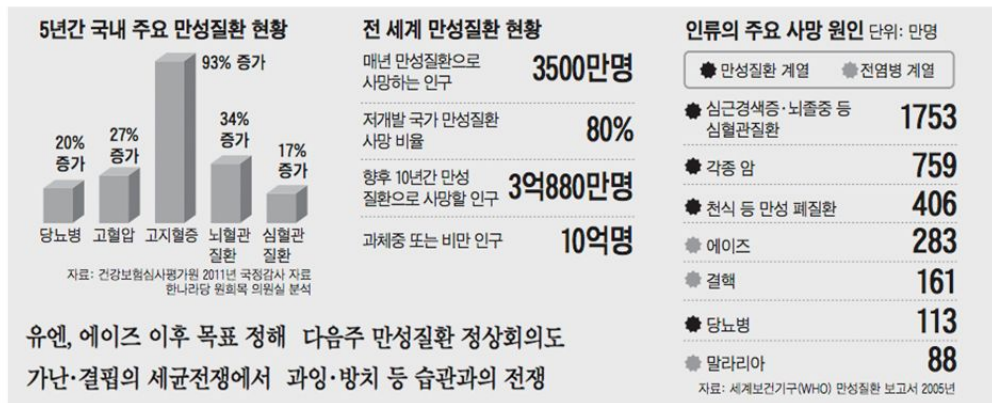 5년간 국내 주요 만성질환 현황
93% 증가
34%
증가
27%
증가
20%
증가
17%
증가
당뇨병 고혈압 고지혈증 뇌혈관 심혈관
질환 질환
자료: 건강보험심사평가원 2011년 국정감사 자료
한나라당 원희목 의원실 분석
전 세계 만성질환 현황
매년 만성질환으로
사망하는 인구
3500만명
저개발 국가 만성질환
사망 비율
80%
향후 10년간 만성
질환으로 사망할 인구
3억880만명
과체중 또는 비만 인구 10억명
인류의 주요 사망 원인 단위: 만명
만성질환 계열 전염병 계열
심근경색증·뇌졸중 등
심혈관질환
1753
각종 암 759
천식 등 만성 폐질환 406
에이즈 283
결핵 161
당뇨병 113
말라리아 88
자료: 세계보건기구(WHO) 만성질환 보고서 2005년
유엔, 에이즈 이후 목표 정해 다음주 만성질환 정상회의도
가난·결핍의 세균전쟁에서 과잉·방치 등 습관과의 전쟁